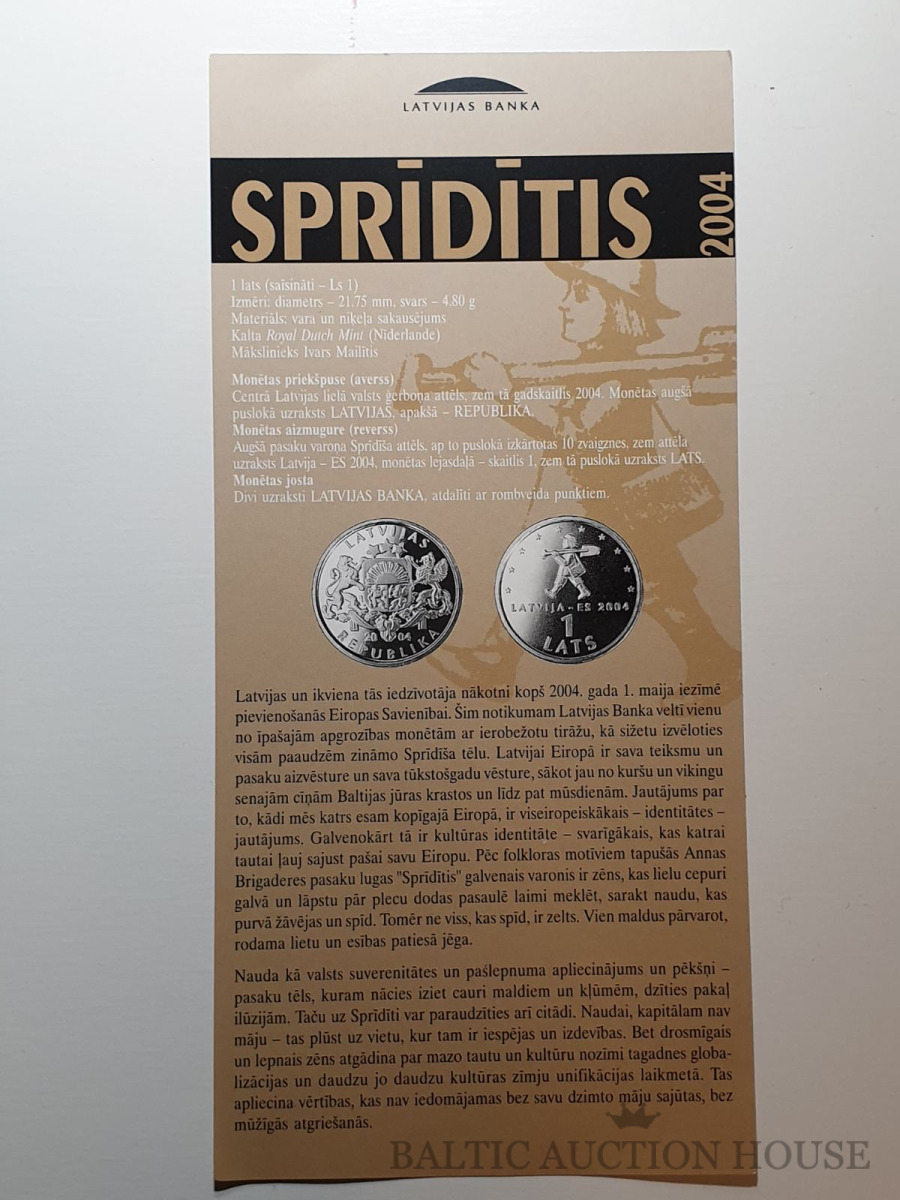 LATVIJAS BANKA
SPRĪDĪTIS
2004
1 lats (saīsināti – Ls 1)
Izmēri: diametrs – 21.75 mm, svars – 4.80 g
Materiāls: vara un niķeļa sakausējums
Kalta Royal Dutch Mint (Nīderlande)
Mākslinieks Ivars Mailītis
Monētas priekšpuse (averss)
Centrā Latvijas lielā valsts ģerboņa attēls, zem tā gadskaitlis 2004. Monētas augšā
puslokā uzraksts LATVIJAS, apakšā – REPUBLIKA.
Monētas aizmugure (reverss)
Augšā pasaku varoņa Sprīdīša attēls, ap to puslokā izkārtotas 10 zvaigznes, zem attēla
uzraksts Latvija – ES 2004, monētas lejasdaļā – skaitlis 1, zem tā puslokā uzraksts LATS.
Monētas josta
Divi uzraksti LATVIJAS BANKA, atdalīti ar rombveida punktiem.
LATVIJAS
20 04
REPUBLIKA
LATVIJA - ES 2004
1
LATS
Latvijas un ikviena tās iedzīvotāja nākotni kopš 2004. gada 1. maija iezīmē
pievienošanās Eiropas Savienībai. Šim notikumam Latvijas Banka veltī vienu
no īpašajām apgrozības monētām ar ierobežotu tirāžu, kā sižetu izvēloties
visām paaudzēm zināmo Sprīdīša tēlu. Latvijai Eiropā ir sava teiksmu un
pasaku aizvēsture un sava tūkstošgadu vēsture, sākot jau no kuršu un vikingu
senajām cīņām Baltijas jūras krastos un līdz pat mūsdienām. Jautājums par
to, kādi mēs katrs esam kopīgajā Eiropā, ir viseiropeiskākais – identitātes –
jautājums. Galvenokārt tā ir kultūras identitāte – svarīgākais, kas katrai
tautai ļauj sajust pašai savu Eiropu. Pēc folkloras motīviem tapušās Annas
Brigaderes pasaku lugas "Sprīdītis" galvenais varonis ir zēns, kas lielu cepuri
galvā un lāpstu pār plecu dodas pasaulē laimi meklēt, sarakt naudu, kas
purvā žāvējas un spīd. Tomēr ne viss, kas spīd, ir zelts. Vien maldus pārvarot,
rodama lietu un esības patiesā jēga.
Nauda kā valsts suverenitātes un pašlepnuma apliecinājums un pēkšņi –
pasaku tēls, kuram nācies iziet cauri maldiem un kļūmēm, dzīties pakaļ
ilūzijām. Taču uz Sprīdīti var paraudzīties arī citādi. Naudai, kapitālam nav
māju – tas plūst uz vietu, kur tam ir iespējas un izdevības. Bet drosmīgais
un lepnais zēns atgādina par mazo tautu un kultūru nozīmi tagadnes globa-
lizācijas un daudzu jo daudzu kultūras zīmju unifikācijas laikmetā. Tas
apliecina vērtības, kas nav iedomājamas bez savu dzimto māju sajūtas, bez
mūžīgās atgriešanās.
BALTIC AUCTION HOUSE